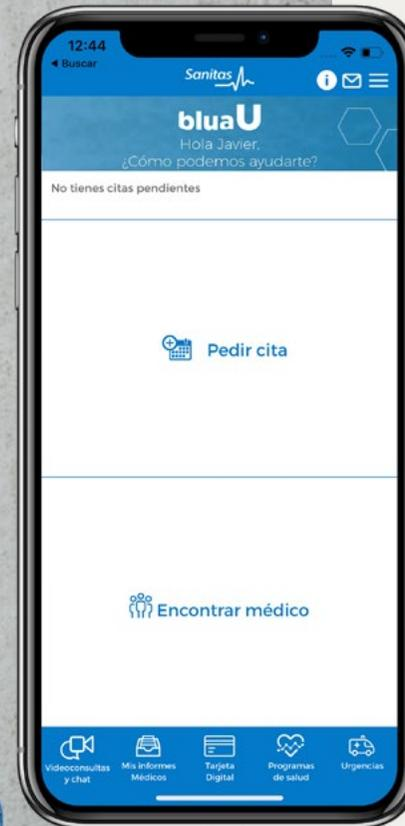 12:44
Buscar
Sanitas
bluaU
Hola Javier,
¿Cómo podemos ayudarte?
No tienes citas pendientes
Pedir cita
Encontrar médico
Videoconsultas
y chat
Mis informes
Médicos
Tarjeta
Digital
Programas
de salud
Urgencias